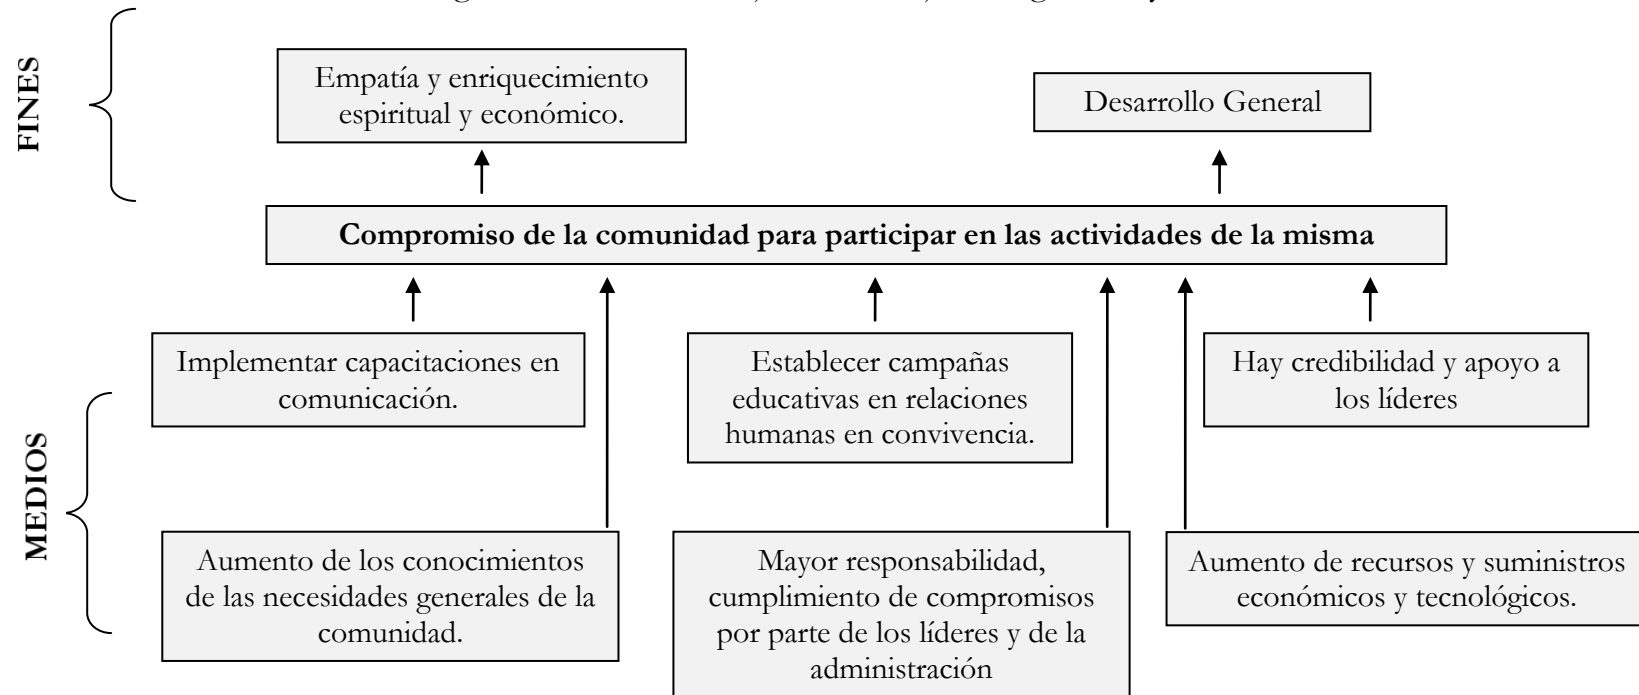 FINES
Empatía y enriquecimiento
espiritual y económico.
Desarrollo General
Compromiso de la comunidad para participar en las actividades de la misma
Implementar capacitaciones en
comunicación.
Establecer campañas
educativas en relaciones
humanas en convivencia.
Hay credibilidad y apoyo a
los líderes
MEDIOS
Aumento de los conocimientos
de las necesidades generales de la
comunidad.
Mayor responsabilidad,
cumplimiento de compromisos
por parte de los líderes y de la
administración
Aumento de recursos y suministros
económicos y tecnológicos.